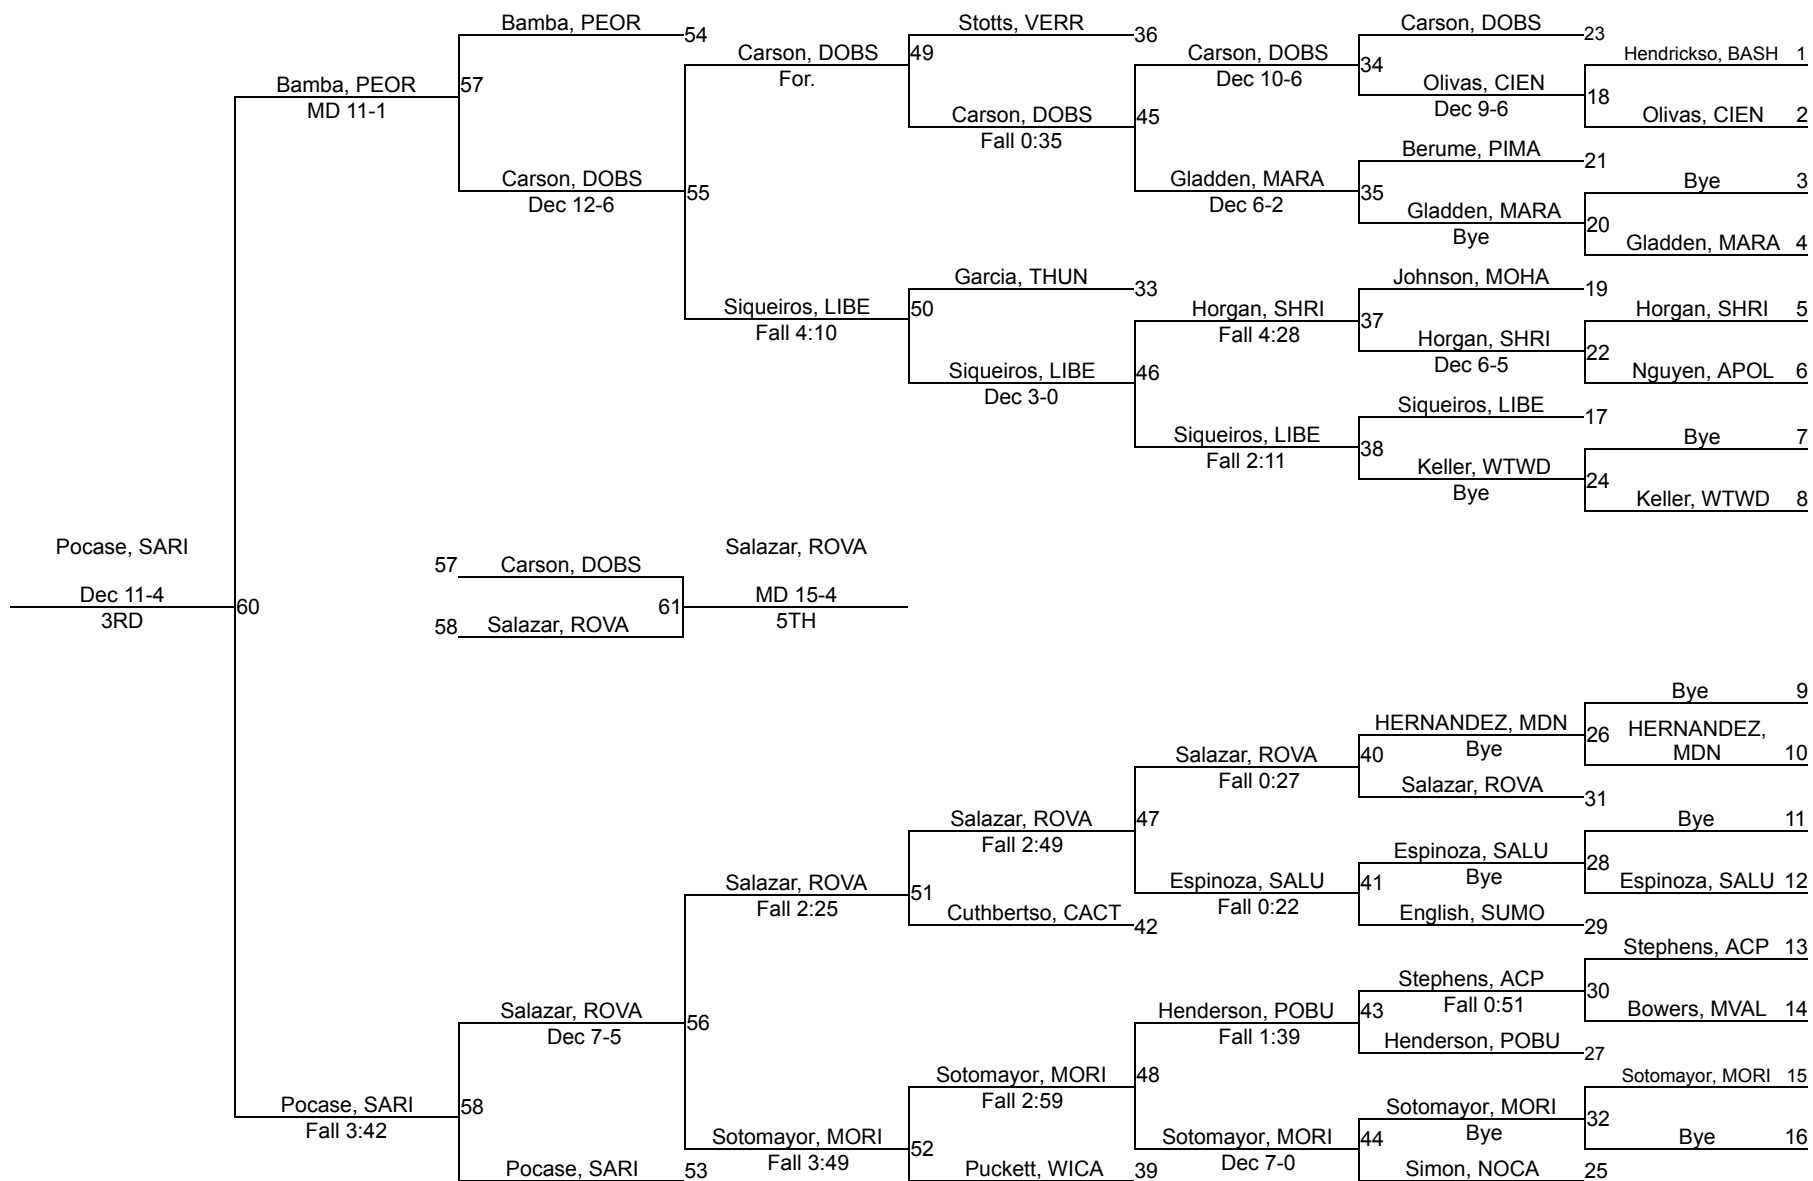 Bamba, PEOR
54
Stotts, VERR
36
Carson, DOBS
23
Carson, DOBS
For.
49
Carson, DOBS
Dec 10-6
34
Hendrickso, BASH 1
Bamba, PEOR
MD 11-1
57
Olivas, CIEN
Dec 9-6
18
Carson, DOBS
Fall 0:35
45
Olivas, CIEN 2
Berume, PIMA
21
Carson, DOBS
Dec 12-6
55
Gladden, MARA
Dec 6-2
35
Bye 3
Gladden, MARA
Bye
20
Gladden, MARA 4
Garcia, THUN
33
Johnson, MOHA
19
Siqueiros, LIBE
Fall 4:10
50
Horgan, SHRI
Fall 4:28
37
Horgan, SHRI 5
Horgan, SHRI
Dec 6-5
22
Siqueiros, LIBE
Dec 3-0
46
Nguyen, APOL 6
Siqueiros, LIBE
17
Siqueiros, LIBE
Fall 2:11
38
Bye 7
Keller, WTWD
Bye
24
Keller, WTWD 8
Pocase, SARI
Dec 11-4
3RD
60
57 Carson, DOBS
58 Salazar, ROVA
61
Salazar, ROVA
MD 15-4
5TH
Bye 9
HERNANDEZ, MDN
Bye
26
HERNANDEZ,
MDN 10
Salazar, ROVA
Fall 0:27
40
Salazar, ROVA
31
Salazar, ROVA
Fall 2:49
47
Bye 11
Espinoza, SALU
Bye
28
Salazar, ROVA
Fall 2:25
51
Espinoza, SALU
Fall 0:22
41
Espinoza, SALU 12
Cuthbertso, CACT
42
English, SUMO
29
Stephens, ACP 13
Stephens, ACP
Fall 0:51
30
Salazar, ROVA
Dec 7-5
56
Henderson, POBU
Fall 1:39
43
Bowers, MVAL 14
Henderson, POBU
27
Sotomayor, MORI
Fall 2:59
48
Sotomayor, MORI 15
Pocase, SARI
Fall 3:42
58
Sotomayor, MORI
Bye
32
Sotomayor, MORI
Fall 3:49
52
Sotomayor, MORI
Dec 7-0
44
Bye 16
Pocase, SARI
53
Puckett, WICA
39
Simon, NOCA
25